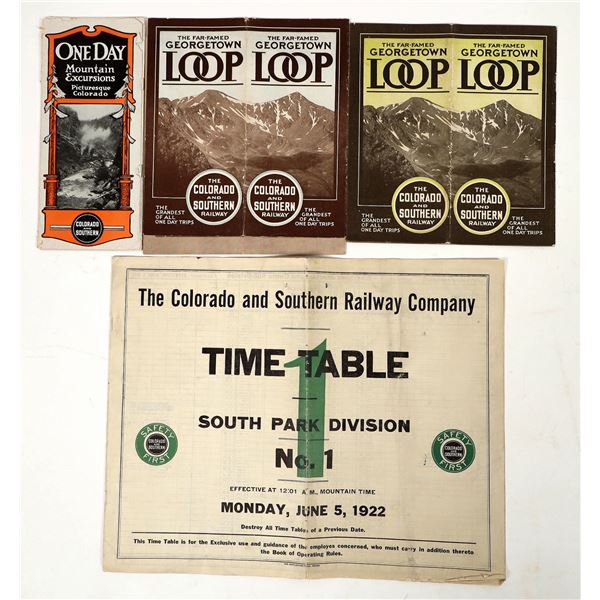 ONE DAY
Mountain
Excursions
Picturesque
Colorado
COLORADO
AND
SOUTHERN
THE FAR-FAMED
GEORGETOWN
LOOP
THE
COLORADO
AND
SOUTHERN
RAILWAY
THE
GRANDEST
OF ALL
ONE DAY TRIPS
THE FAR-FAMED
GEORGETOWN
LOOP
THE
COLORADO
AND
SOUTHERN
RAILWAY
THE
GRANDEST
OF ALL
ONE DAY TRIPS
THE FAR-FAMED
GEORGETOWN
LOOP
THE
COLORADO
AND
SOUTHERN
RAILWAY
THE
GRANDEST
OF ALL
ONE DAY TRIPS
THE FAR-FAMED
GEORGETOWN
LOOP
THE
COLORADO
AND
SOUTHERN
RAILWAY
THE
GRANDEST
OF ALL
ONE DAY TRIPS
The Colorado and Southern Railway Company
1
TIME TABLE
SOUTH PARK DIVISION
No. 1
SAFETY
COLORADO
AND
SOUTHERN
FIRST
SAFETY
COLORADO
AND
SOUTHERN
FIRST
EFFECTIVE AT 12:01 A. M., MOUNTAIN TIME
MONDAY, JUNE 5, 1922
Destroy All Time Tables of a Previous Date.
This Time Table is for the Exclusive use and guidance of the employes concerned, who must carry in addition thereto
the Book of Operating Rules.